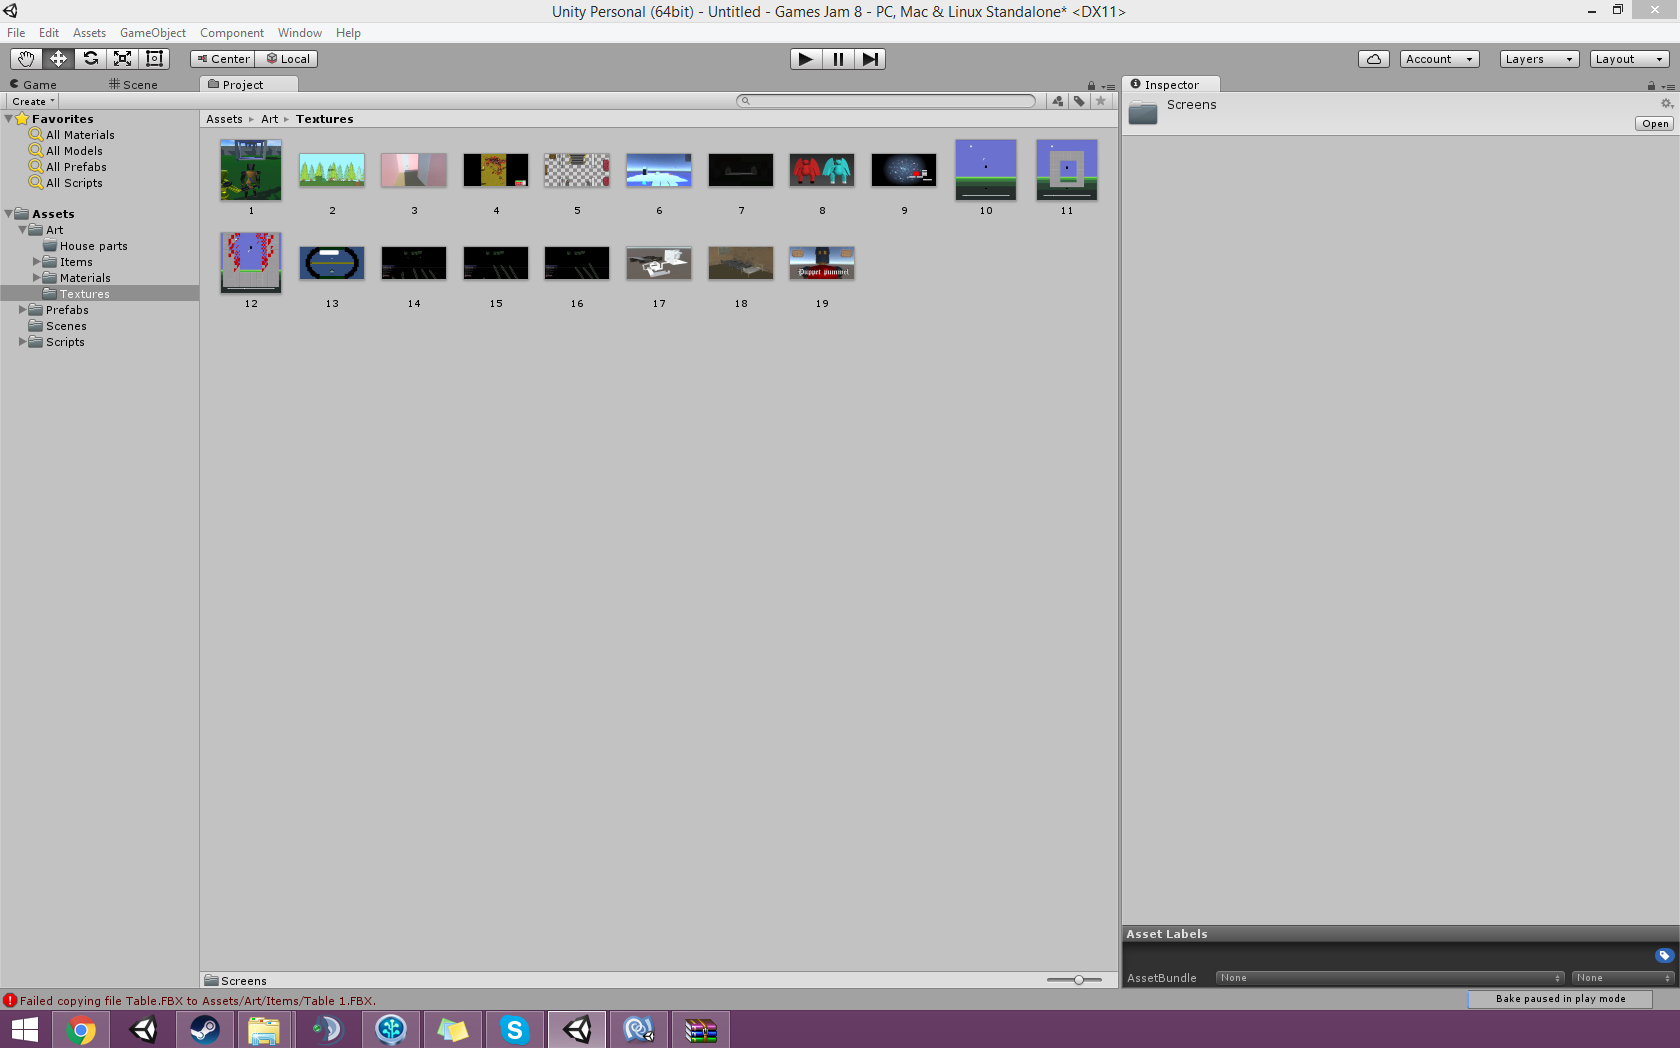 Unity Personal (64bit) - Untitled - Games Jam 8 - PC, Mac & Linux Standalone* <DX11>
File Edit Assets GameObject Component Window Help
Center Local Account Layers Layout
Game Scene Project Inspector
Create
Screens
Open
Favorites
All Materials
All Models
All Prefabs
All Scripts
Assets
Art
House parts
Items
Materials
Textures
Prefabs
Scenes
Scripts
Assets Art Textures
1 2 3 4 5 6 7 8 9 10 11
Puppet pummel
12 13 14 15 16 17 18 19
Screens
Asset Labels
AssetBundle None None
Failed copying file Table.FBX to Assets/Art/Items/Table 1.FBX.
Bake paused in play mode